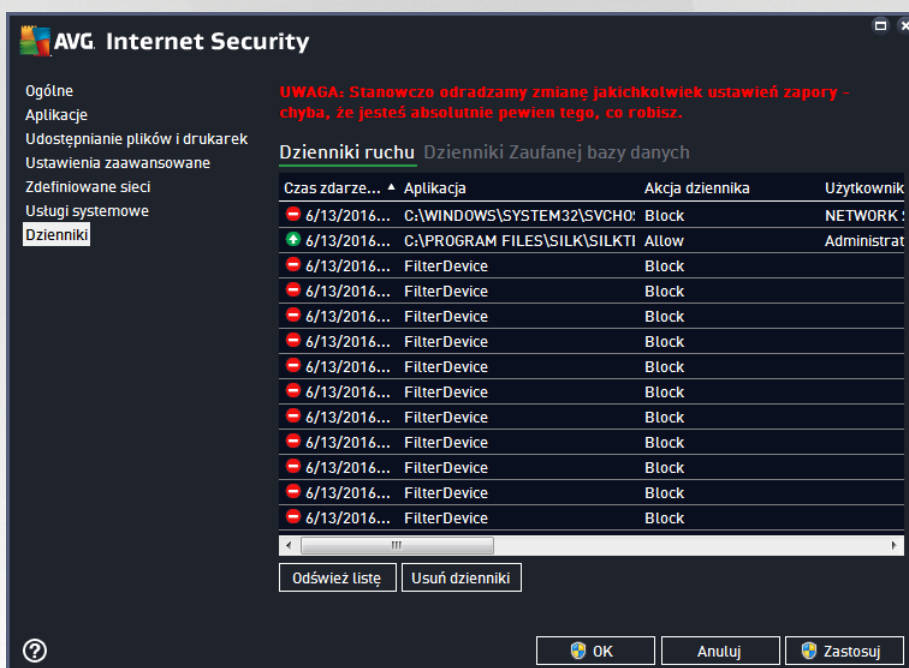 AVG Internet Security
Ogólne
Aplikacje
Udostępnianie plików i drukarek
Ustawienia zaawansowane
Zdefiniowane sieci
Usługi systemowe
Dzienniki
UWAGA: Stanowczo odradzamy zmianę jakichkolwiek ustawień zapory -
chyba, że jesteś absolutnie pewien tego, co robisz.
Dzienniki ruchu Dzienniki Zaufanej bazy danych
Czas zdarze... Aplikacja Akcja dziennika Użytkownik
6/13/2016... C:\WINDOWS\SYSTEM32\SVCHO Block NETWORK
6/13/2016... C:\PROGRAM FILES\SILK\SILKT Allow Administrat
6/13/2016... FilterDevice Block
6/13/2016... FilterDevice Block
6/13/2016... FilterDevice Block
6/13/2016... FilterDevice Block
6/13/2016... FilterDevice Block
6/13/2016... FilterDevice Block
6/13/2016... FilterDevice Block
6/13/2016... FilterDevice Block
6/13/2016... FilterDevice Block
6/13/2016... FilterDevice Block
6/13/2016... FilterDevice Block
Odśwież listę Usuń dzienniki
OK Anuluj Zastosuj